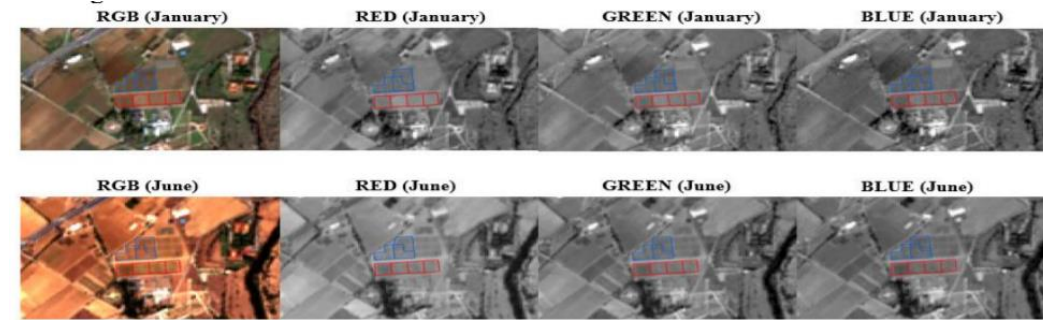 RGB (January) RED (January) GREEN (January) BLUE (January)
RGB (June) RED (June) GREEN (June) BLUE (June)